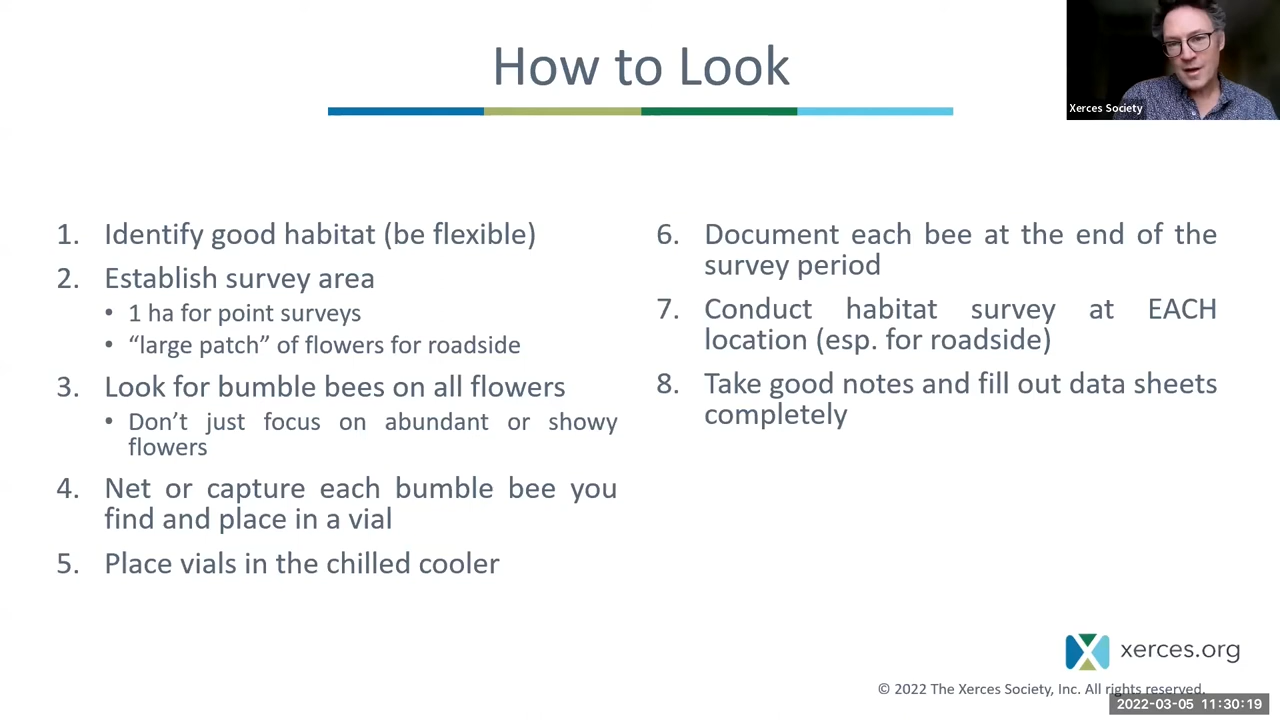 How to Look
Xerces Society
1. Identify good habitat (be flexible)
2. Establish survey area
• 1 ha for point surveys
• “large patch” of flowers for roadside
3. Look for bumble bees on all flowers
• Don’t just focus on abundant or showy
flowers
4. Net or capture each bumble bee you
find and place in a vial
5. Place vials in the chilled cooler
6. Document each bee at the end of the
survey period
7. Conduct habitat survey at EACH
location (esp. for roadside)
8. Take good notes and fill out data sheets
completely
xerces.org
© 2022 The Xerces Society, Inc. All rights reserved.
2022-03-05 11:30:19